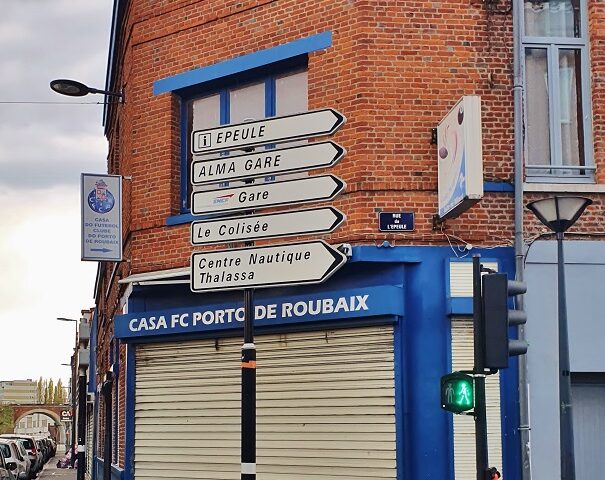 i EPEULE
ALMA GARE
SNCF Gare
Le Colisée
Centre Nautique
Thalassa
RUE
de
L'EPEULE
CASA
DO FUTEBOL
CLUBE
DO PORTO
DE ROUBAIX
CASA FC PORTO DE ROUBAIX